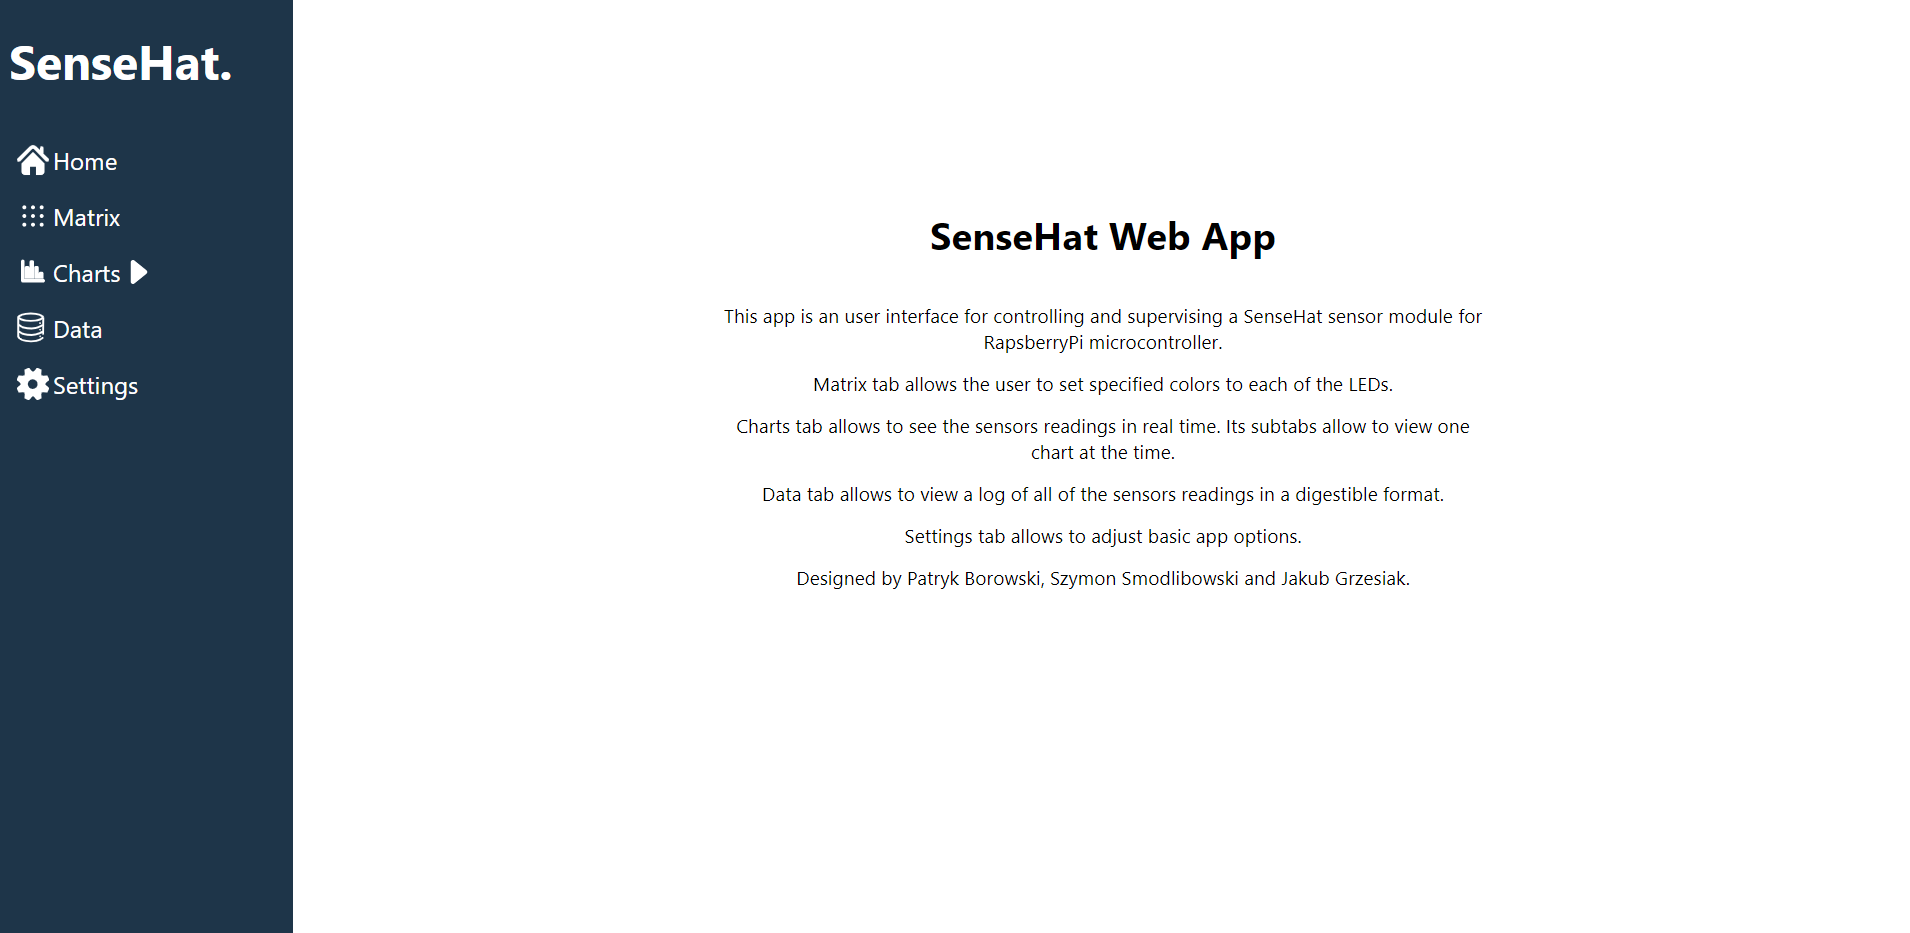 SenseHat.
Home
Matrix
Charts
Data
Settings
SenseHat Web App
This app is an user interface for controlling and supervising a SenseHat sensor module for
RapsberryPi microcontroller.
Matrix tab allows the user to set specified colors to each of the LEDs.
Charts tab allows to see the sensors readings in real time. Its subtabs allow to view one
chart at the time.
Data tab allows to view a log of all of the sensors readings in a digestible format.
Settings tab allows to adjust basic app options.
Designed by Patryk Borowski, Szymon Smodlibowski and Jakub Grzesiak.